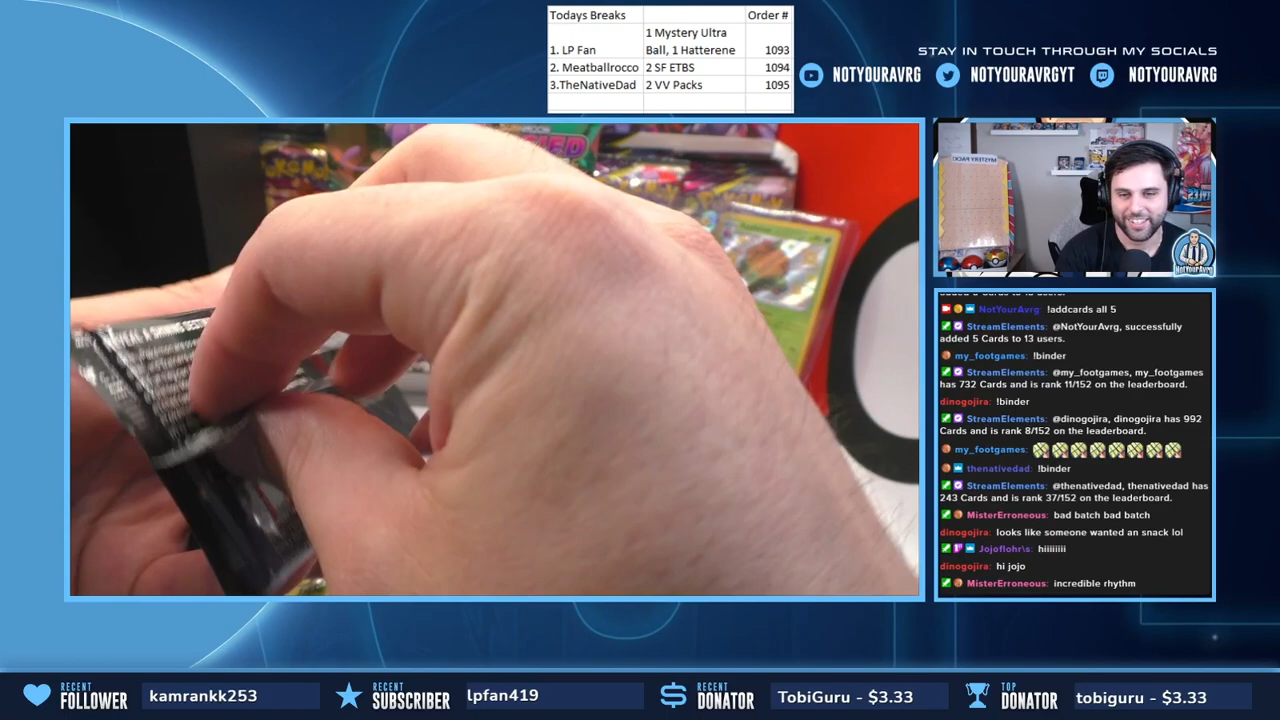 Todays Breaks Order #
1 Mystery Ultra
1. LP Fan Ball, 1 Hatterene 1093
2. Meatballrocco 2 SF ETBS 1094
3.TheNativeDad 2 VV Packs 1095
STAY IN TOUCH THROUGH MY SOCIALS
NOTYOURAVRG NOTYOURAVRGYT NOTYOURAVRG
MYSTERY PACK!
NOTYOURAVRG
NotYourAvrg: !addcards all 5
StreamElements: @NotYourAvrg, successfully
added 5 Cards to 13 users.
my_footgames: !binder
StreamElements: @my_footgames, my_footgames
has 732 Cards and is rank 11/152 on the leaderboard.
dinogojira: !binder
StreamElements: @dinogojira, dinogojira has 992
Cards and is rank 8/152 on the leaderboard.
my_footgames:
thenativedad: !binder
StreamElements: @thenativedad, thenativedad has
243 Cards and is rank 37/152 on the leaderboard.
MisterErroneous: bad batch bad batch
dinogojira: looks like someone wanted an snack lol
Jojoflohr\s: hiiiiiiii
dinogojira: hi jojo
MisterErroneous: incredible rhythm
RECENT FOLLOWER kamrankk253
RECENT SUBSCRIBER lpfan419
RECENT DONATOR TobiGuru - $3.33
TOP DONATOR tobiguru - $3.33